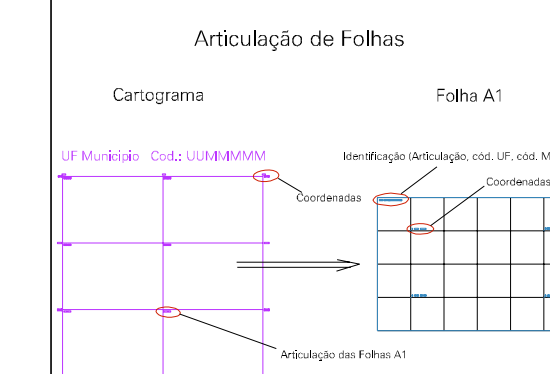 Articulação de Folhas
Cartograma
Folha A1
UF Municipio Cod.: UUMMMMM
Identificação (Articulação, cód. UF, cód. M
Coordenadas
Coordenadas
Articulação das Folhas A1